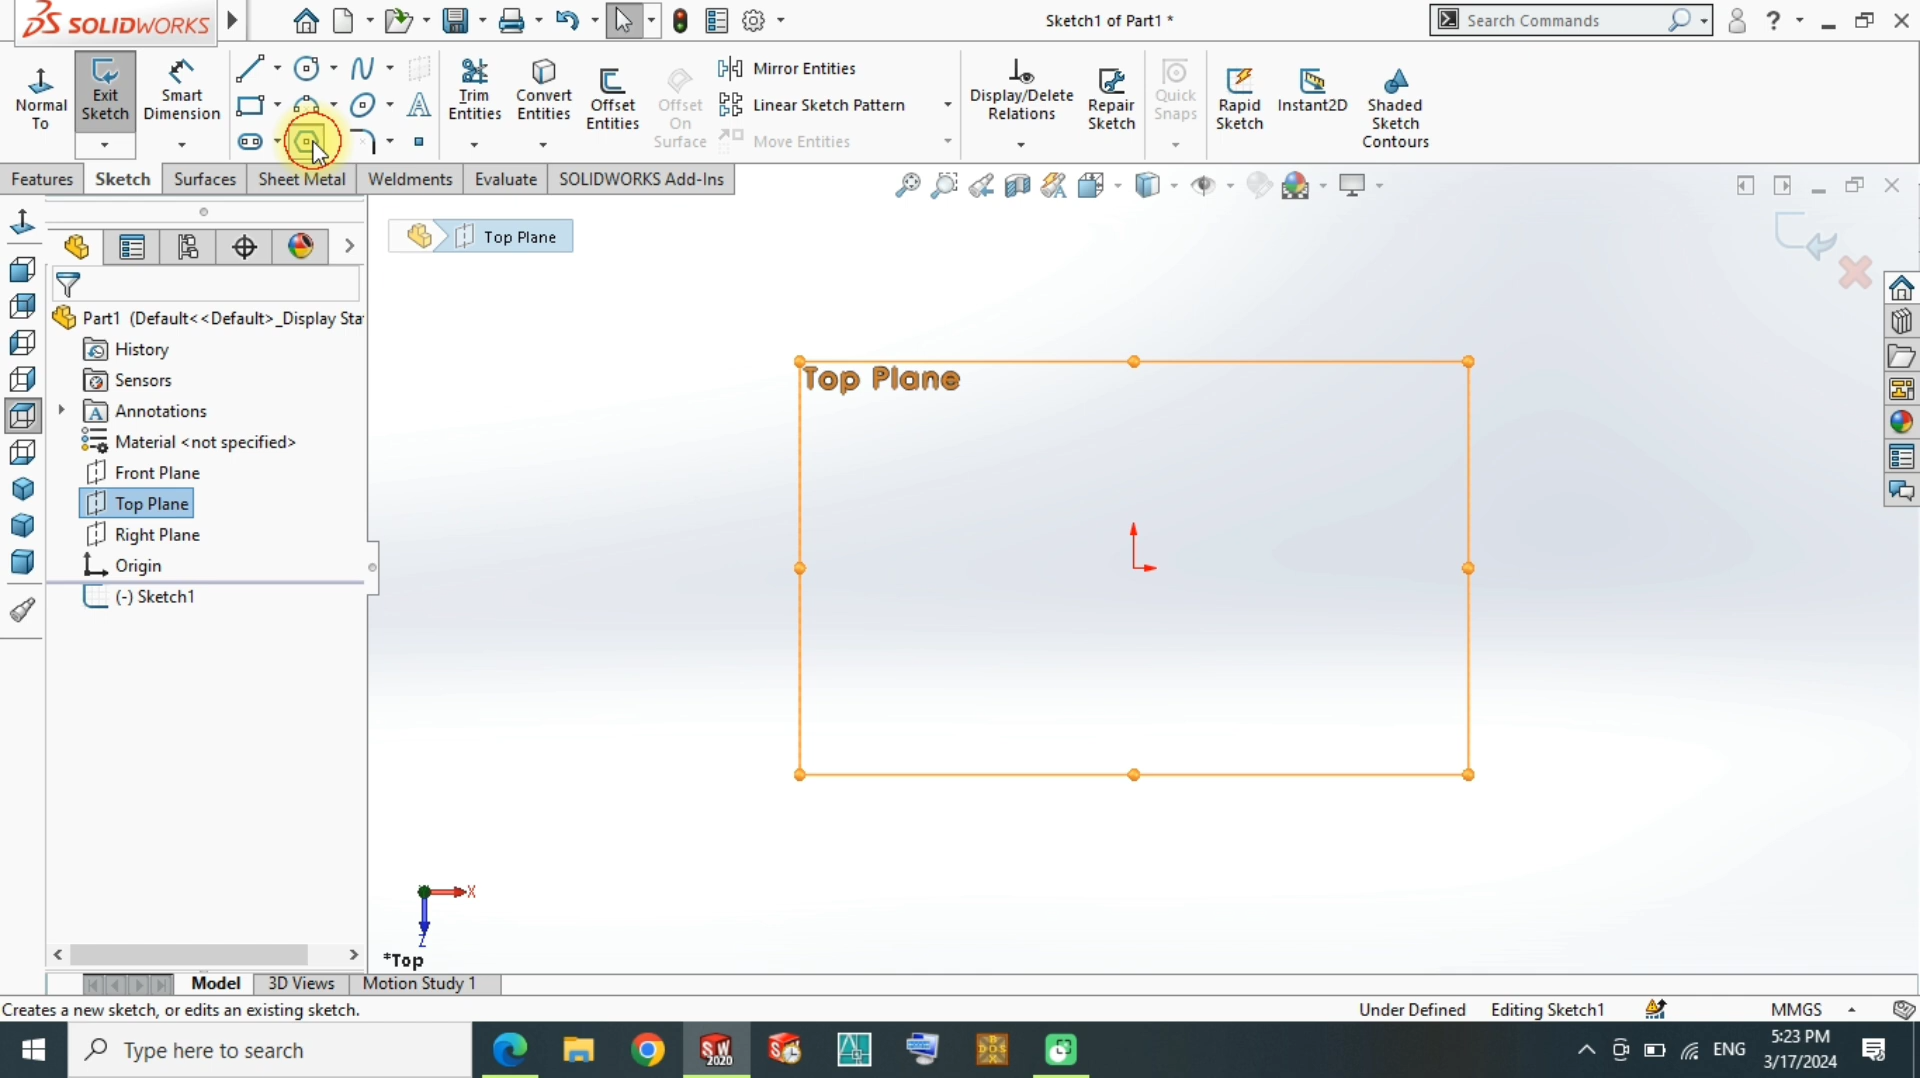 SOLIDWORKS
Sketch1 of Part1 *
Search Commands
Normal To
Exit Sketch
Smart Dimension
Trim Entities
Convert Entities
Offset Entities
Offset On Surface
Mirror Entities
Linear Sketch Pattern
Move Entities
Display/Delete Relations
Repair Sketch
Quick Snaps
Rapid Sketch
Instant2D
Shaded Sketch Contours
Features
Sketch
Surfaces
Sheet Metal
Weldments
Evaluate
SOLIDWORKS Add-Ins
Top Plane
Part1 (Default<<Default>_Display Sta
History
Sensors
Annotations
Material <not specified>
Front Plane
Top Plane
Right Plane
Origin
(-) Sketch1
Top Plane
X
Z
*Top
Model
3D Views
Motion Study 1
Creates a new sketch, or edits an existing sketch.
Under Defined
Editing Sketch1
MMGS
Type here to search
SW
2020
DOS
ENG
5:23 PM
3/17/2024